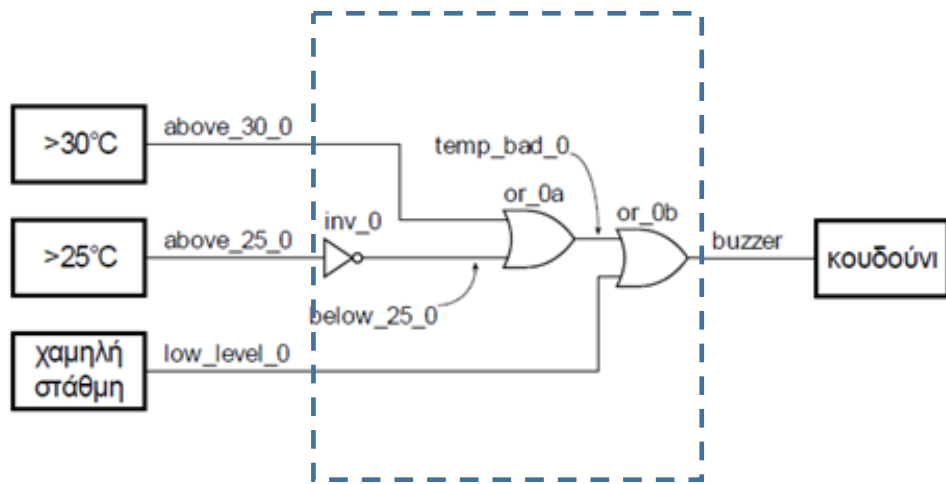 >30°C
above_30_0
temp_bad_0
or_0a
or_0b
inv_0
>25°C
above_25_0
buzzer
κουδούνι
below_25_0
χαμηλή
στάθμη
low_level_0